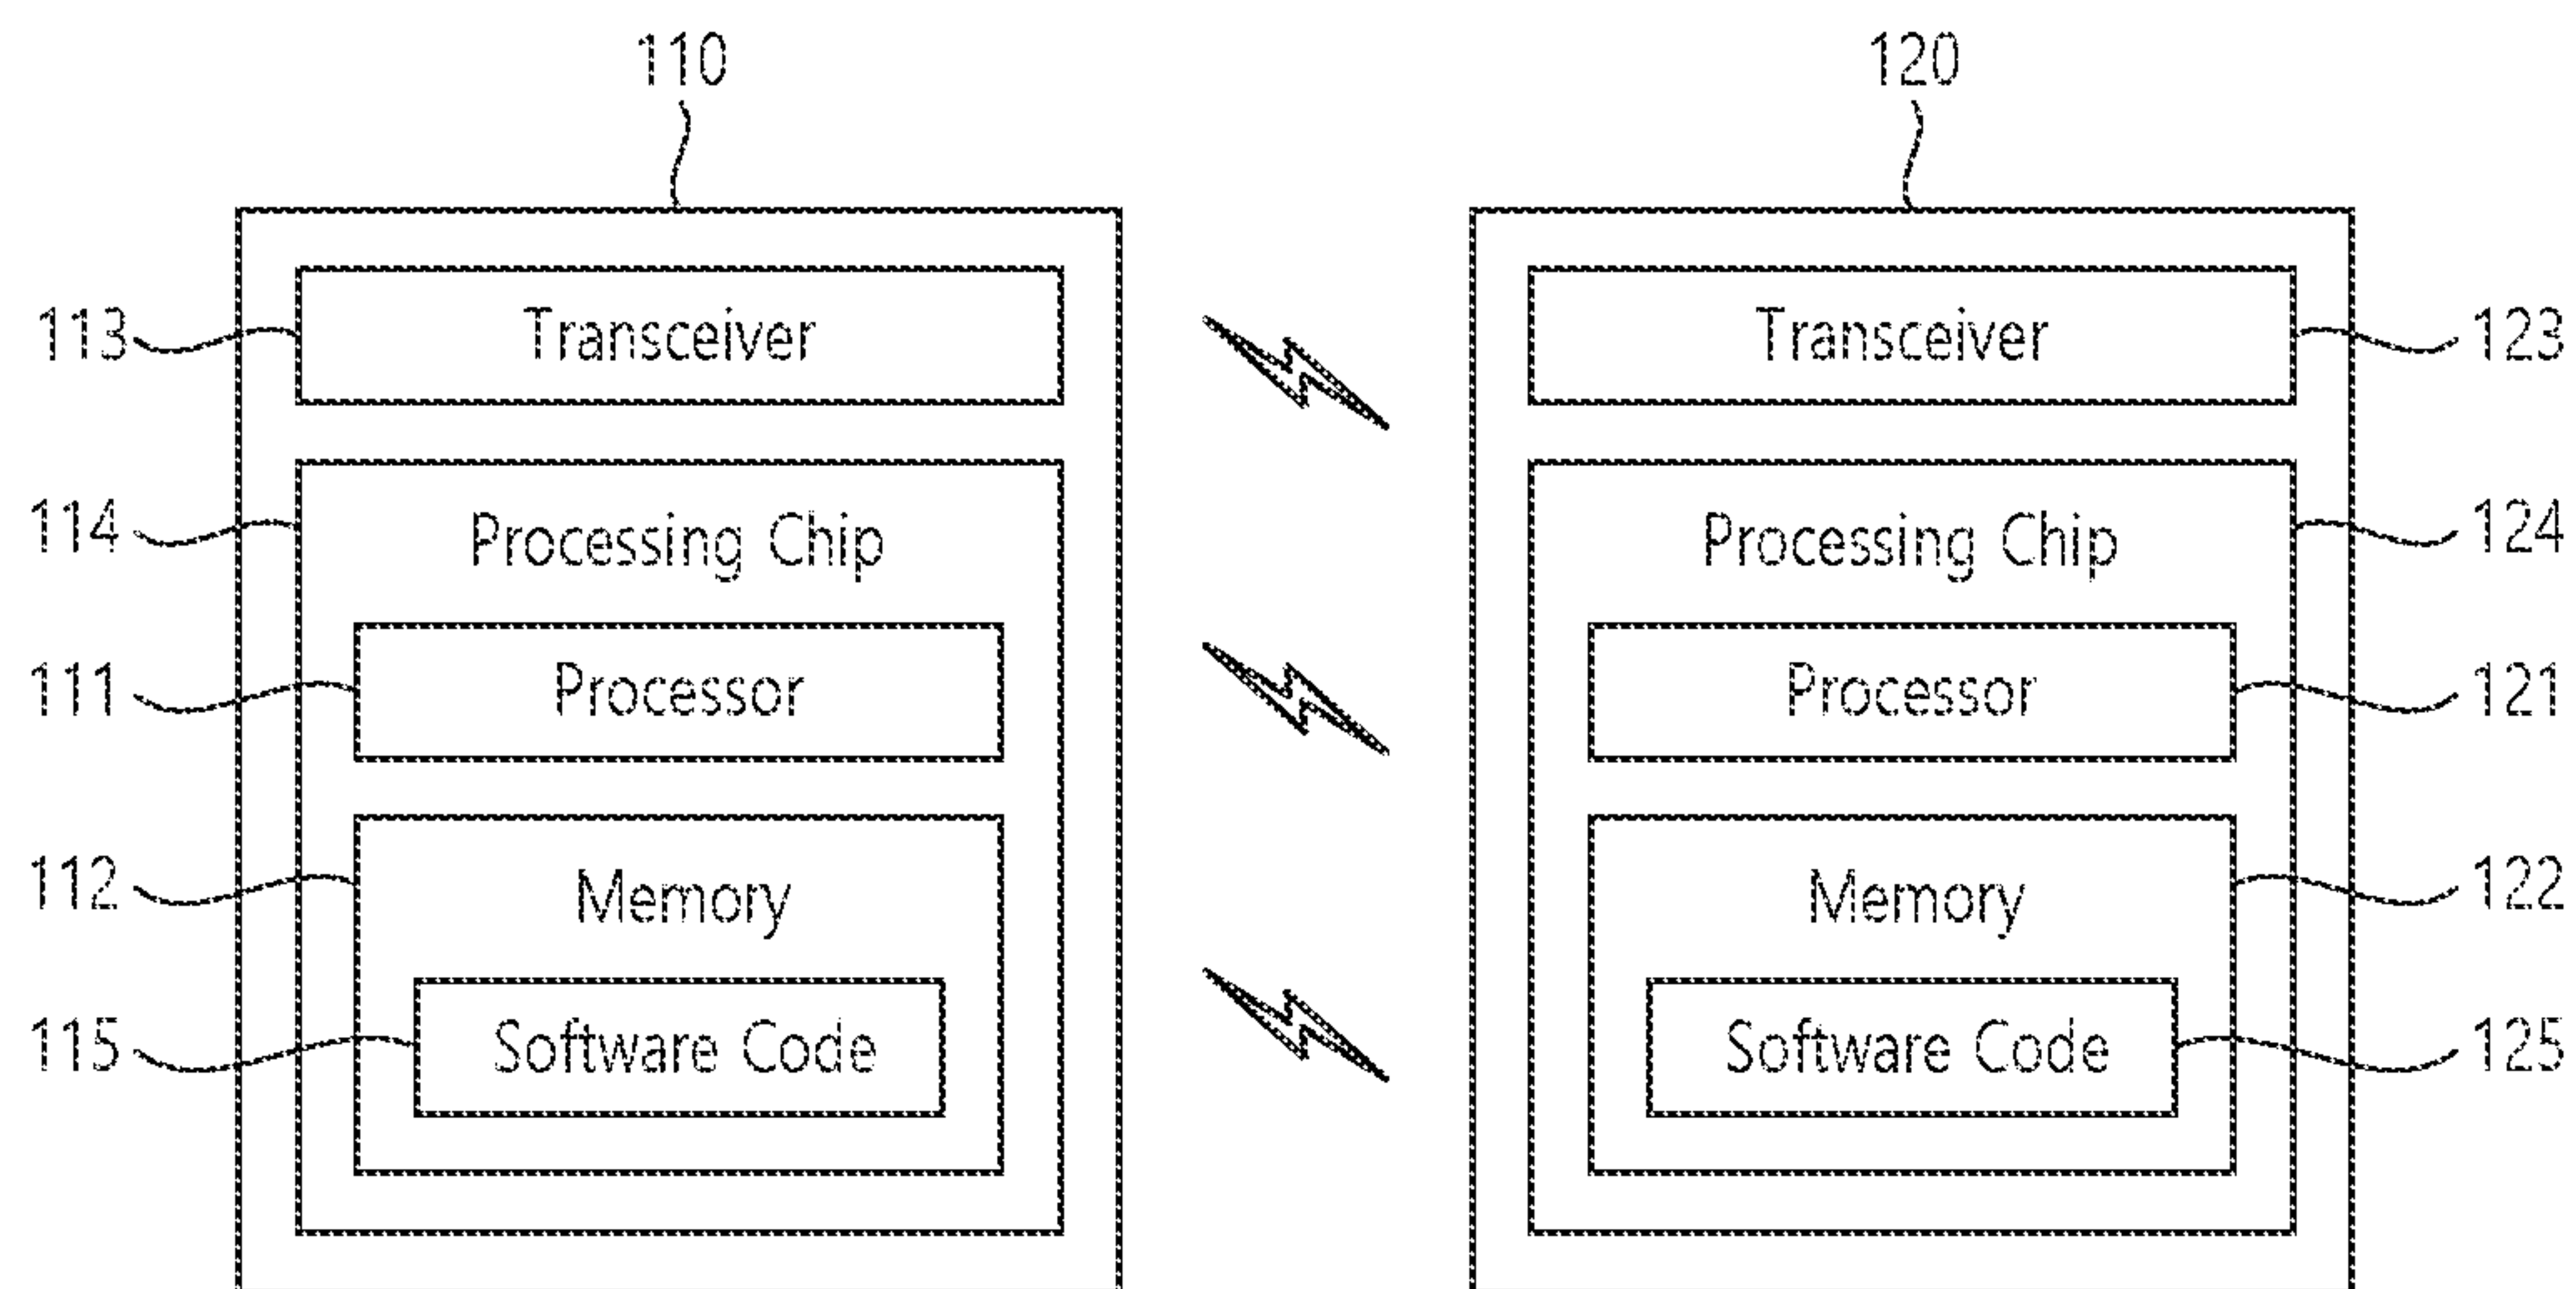 110 120
113 Transceiver Transceiver 123
114 Processing Chip Processing Chip 124
111 Processor Processor 121
112 Memory Memory 122
115 Software Code Software Code 125